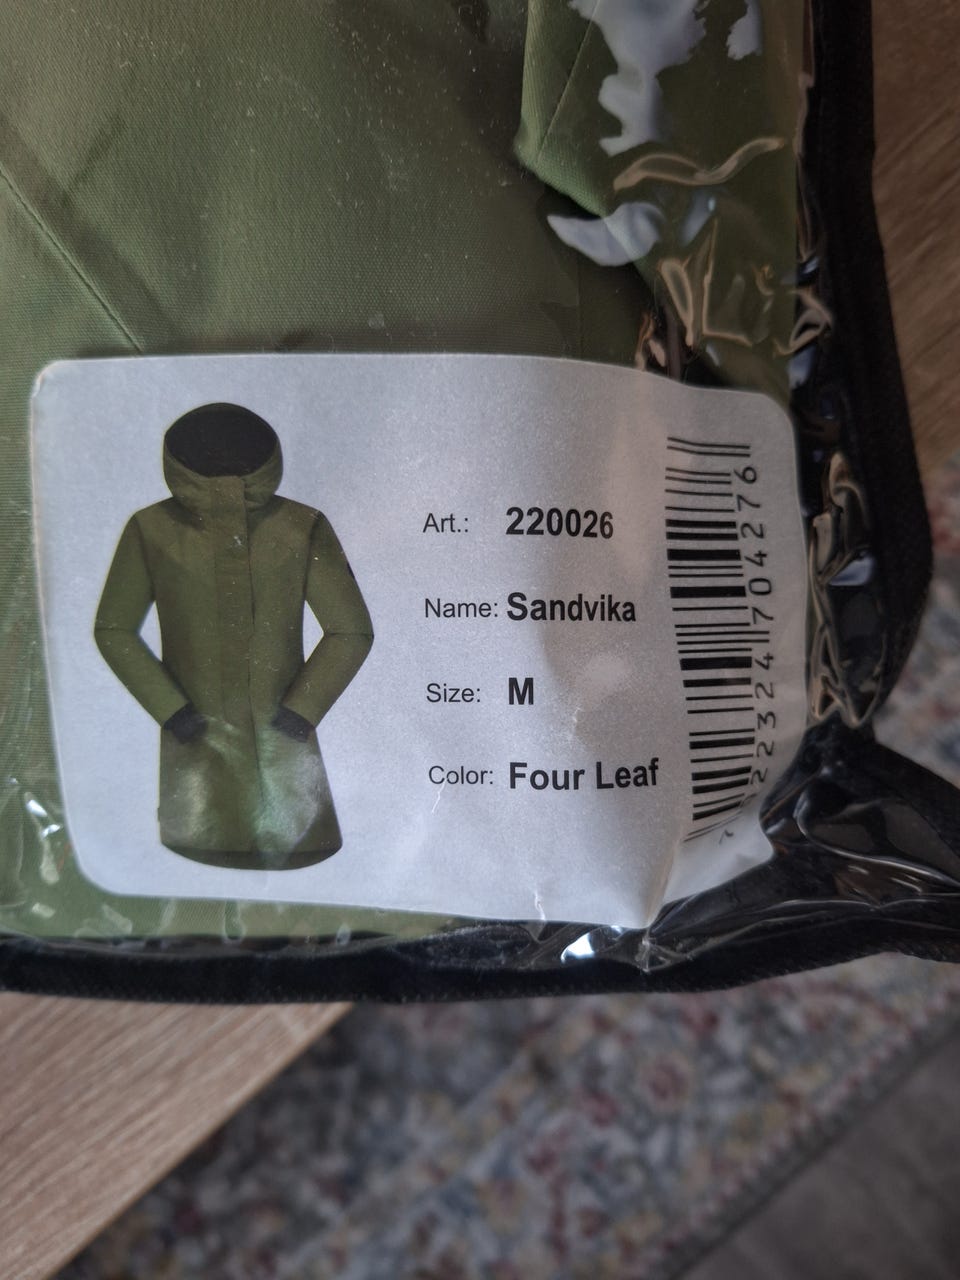 Art.: 220026
Name: Sandvika
Size: M
Color: Four Leaf